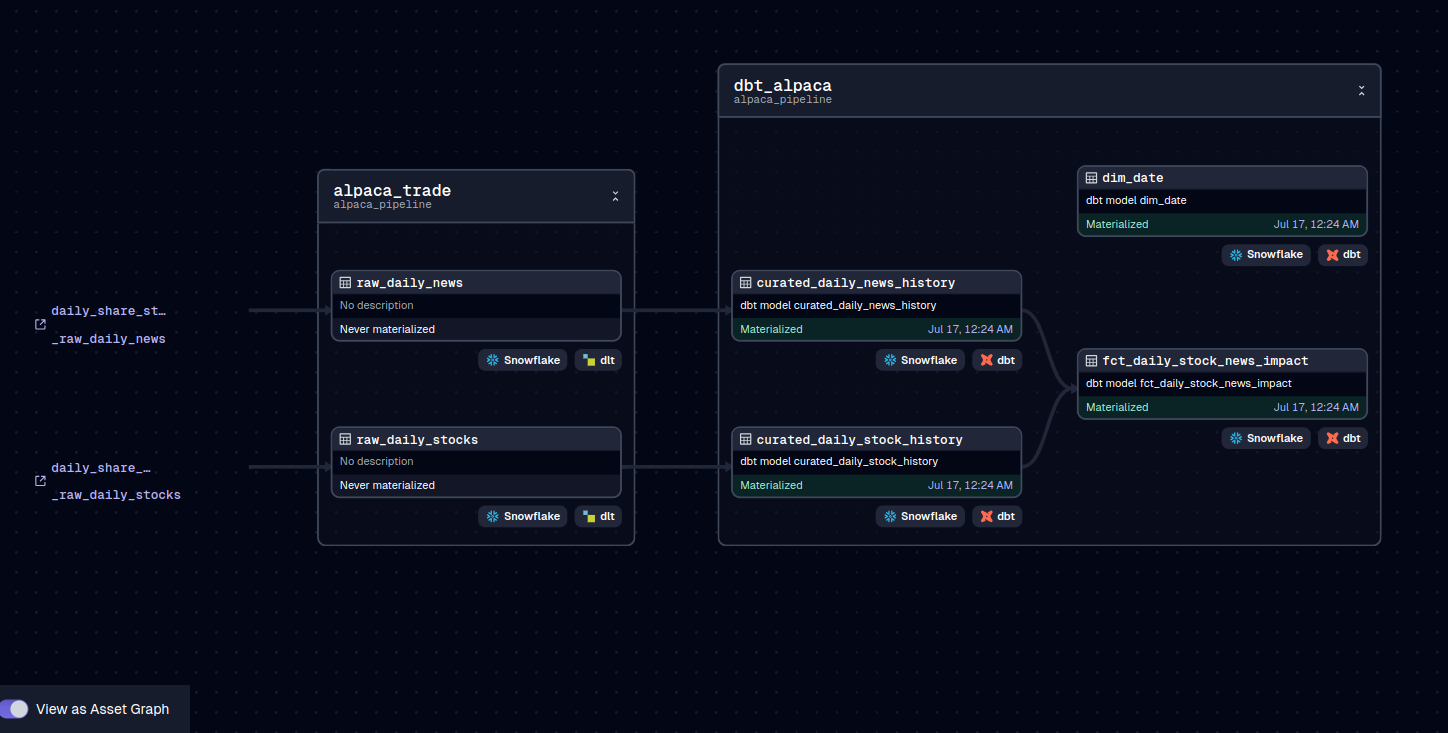 dbt_alpaca
alpaca_pipeline
dim_date
dbt model dim_date
Materialized Jul 17, 12:24 AM
Snowflake dbt
alpaca_trade
alpaca_pipeline
daily_share_st…
_raw_daily_news
raw_daily_news
No description
Never materialized
Snowflake dlt
curated_daily_news_history
dbt model curated_daily_news_history
Materialized Jul 17, 12:24 AM
Snowflake dbt
fct_daily_stock_news_impact
dbt model fct_daily_stock_news_impact
Materialized Jul 17, 12:24 AM
Snowflake dbt
daily_share_…
_raw_daily_stocks
raw_daily_stocks
No description
Never materialized
Snowflake dlt
curated_daily_stock_history
dbt model curated_daily_stock_history
Materialized Jul 17, 12:24 AM
Snowflake dbt
View as Asset Graph